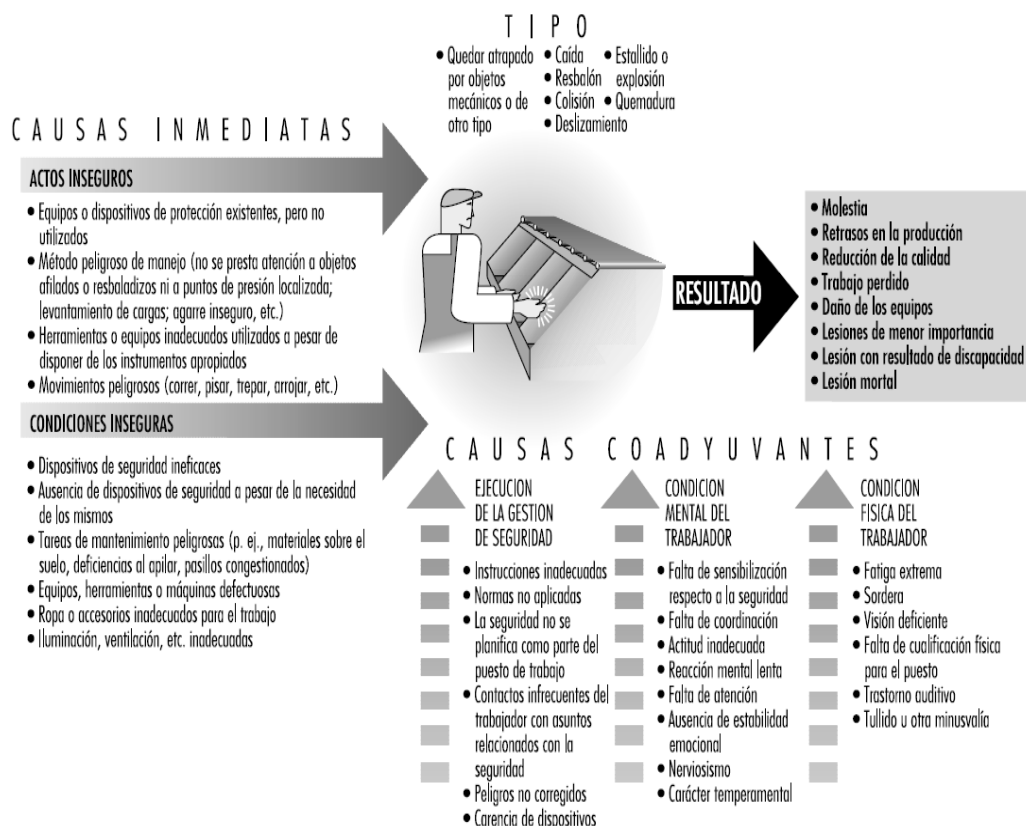 TIPO
• Quedar atrapado
por objetos
mecánicos o de
otro tipo
• Caída
• Resbalón
• Colisión
• Deslizamiento
• Estallido o
explosión
• Quemadura
CAUSAS INMEDIATAS
ACTOS INSEGUROS
• Equipos o dispositivos de protección existentes, pero no
utilizados
• Método peligroso de manejo (no se presta atención a objetos
afilados o resbaladizos ni a puntos de presión localizada;
levantamiento de cargas; agarre inseguro, etc.)
• Herramientas o equipos inadecuados utilizados a pesar de
disponer de los instrumentos apropiados
• Movimientos peligrosos (correr, pisar, trepar, arrojar, etc.)
CONDICIONES INSEGURAS
• Dispositivos de seguridad ineficaces
• Ausencia de dispositivos de seguridad a pesar de la necesidad
de los mismos
• Tareas de mantenimiento peligrosas (p. ej., materiales sobre el
suelo, deficiencias al apilar, pasillos congestionados)
• Equipos, herramientas o máquinas defectuosas
• Ropa o accesorios inadecuados para el trabajo
• Iluminación, ventilación, etc. inadecuadas
RESULTADO
• Molestia
• Retrasos en la producción
• Reducción de la calidad
• Trabajo perdido
• Daño de los equipos
• Lesiones de menor importancia
• Lesión con resultado de discapacidad
• Lesión mortal
CAUSAS COADYUVANTES
EJECUCION
DE LA GESTION
DE SEGURIDAD
• Instrucciones inadecuadas
• Normas no aplicadas
• La seguridad no se
planifica como parte del
puesto de trabajo
• Contactos infrecuentes del
trabajador con asuntos
relacionados con la
seguridad
• Peligros no corregidos
• Carencia de dispositivos
CONDICION
MENTAL DEL
TRABAJADOR
• Falta de sensibilización
respecto a la seguridad
• Falta de coordinación
• Actitud inadecuada
• Reacción mental lenta
• Falta de atención
• Ausencia de estabilidad
emocional
• Nerviosismo
• Carácter temperamental
CONDICION
FISICA DEL
TRABAJADOR
• Fatiga extrema
• Sordera
• Visión deficiente
• Falta de cualificación física
para el puesto
• Trastorno auditivo
• Tullido u otra minusvalía